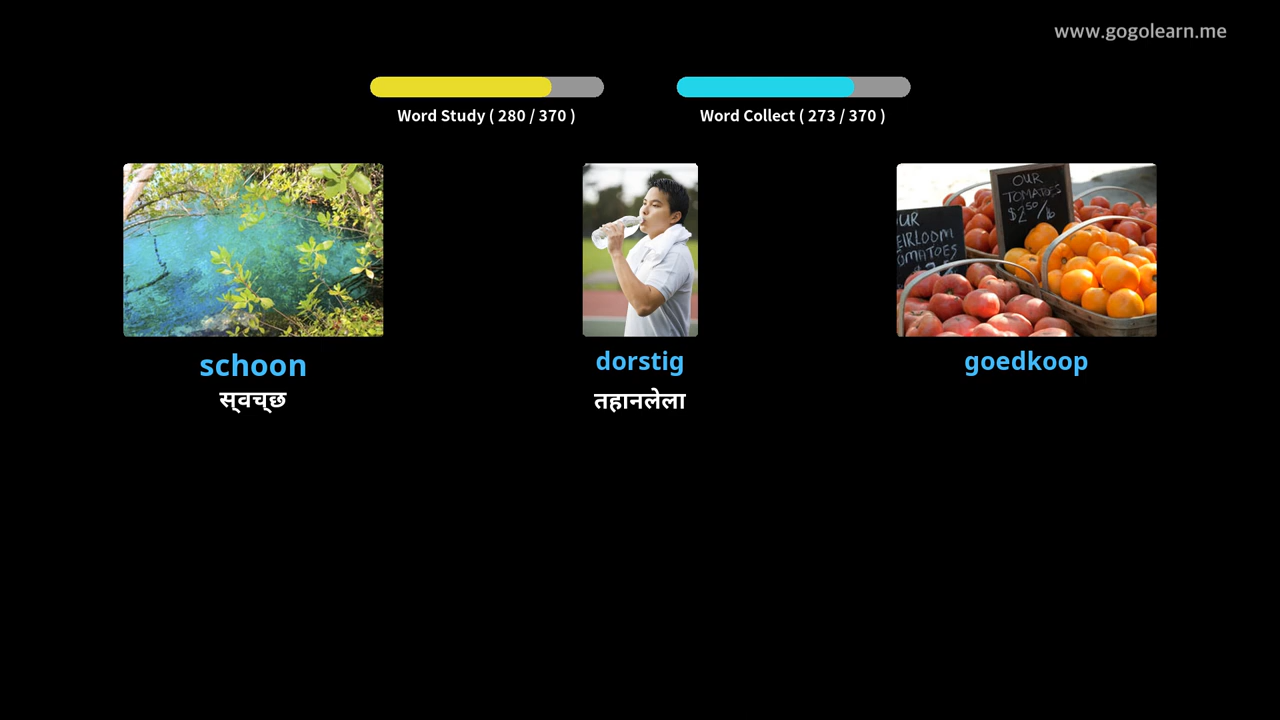 www.gogolearn.me
Word Study ( 280 / 370 )
Word Collect ( 273 / 370 )
OUR
TOMATOES
$2.50/lb
UR
EIRLOOM
OMATOES
schoon
dorstig
goedkoop
स्वच्छ
तहानलेला